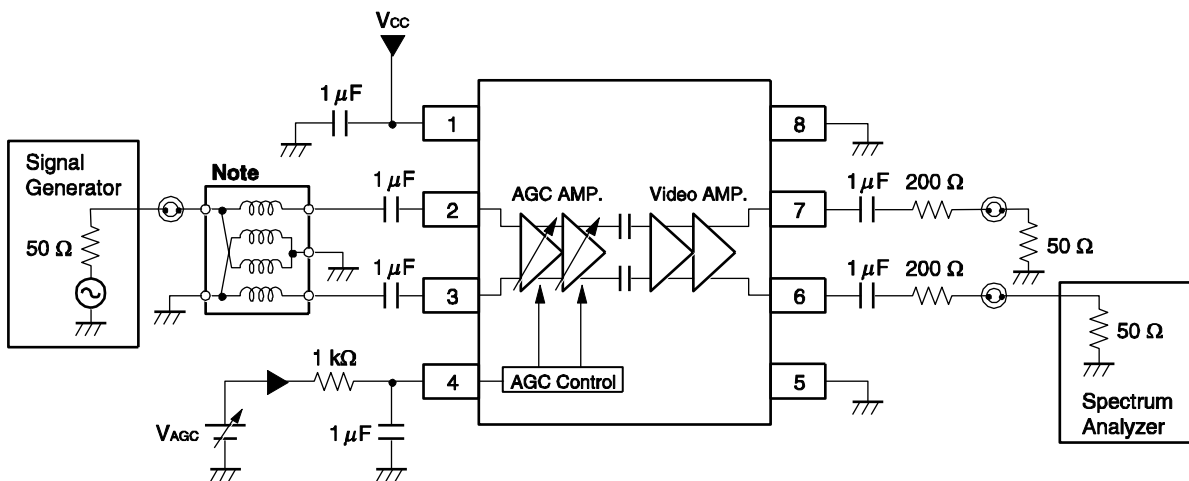 VCC
1 μF
1
8
Signal
Generator
50 Ω
Note
1 μF
2
AGC AMP.
Video AMP.
7
1 μF
200 Ω
50 Ω
1 μF
3
6
1 μF
200 Ω
50 Ω
Spectrum
Analyzer
1 kΩ
4
AGC Control
5
VAGC
1 μF